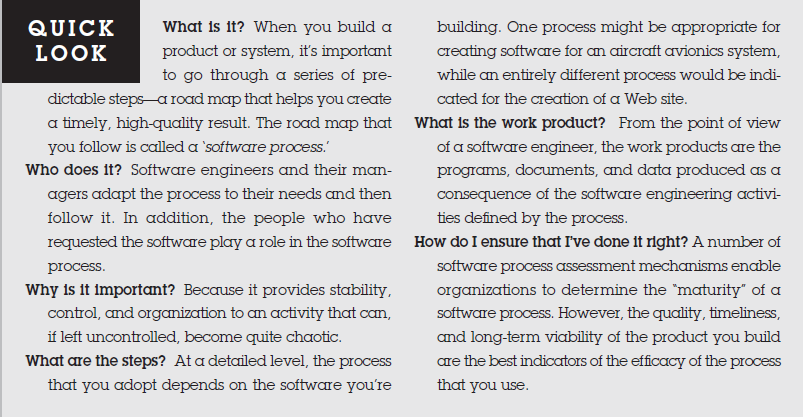 QUICK
LOOK
What is it? When you build a
product or system, it's important
to go through a series of pre-
dictable steps—a road map that helps you create
a timely, high-quality result. The road map that
you follow is called a 'software process.'
Who does it? Software engineers and their man-
agers adapt the process to their needs and then
follow it. In addition, the people who have
requested the software play a role in the software
process.
Why is it important? Because it provides stability,
control, and organization to an activity that can,
if left uncontrolled, become quite chaotic.
What are the steps? At a detailed level, the process
that you adopt depends on the software you're
building. One process might be appropriate for
creating software for an aircraft avionics system,
while an entirely different process would be indi-
cated for the creation of a Web site.
What is the work product? From the point of view
of a software engineer, the work products are the
programs, documents, and data produced as a
consequence of the software engineering activi-
ties defined by the process.
How do I ensure that I've done it right? A number of
software process assessment mechanisms enable
organizations to determine the "maturity" of a
software process. However, the quality, timeliness,
and long-term viability of the product you build
are the best indicators of the efficacy of the process
that you use.